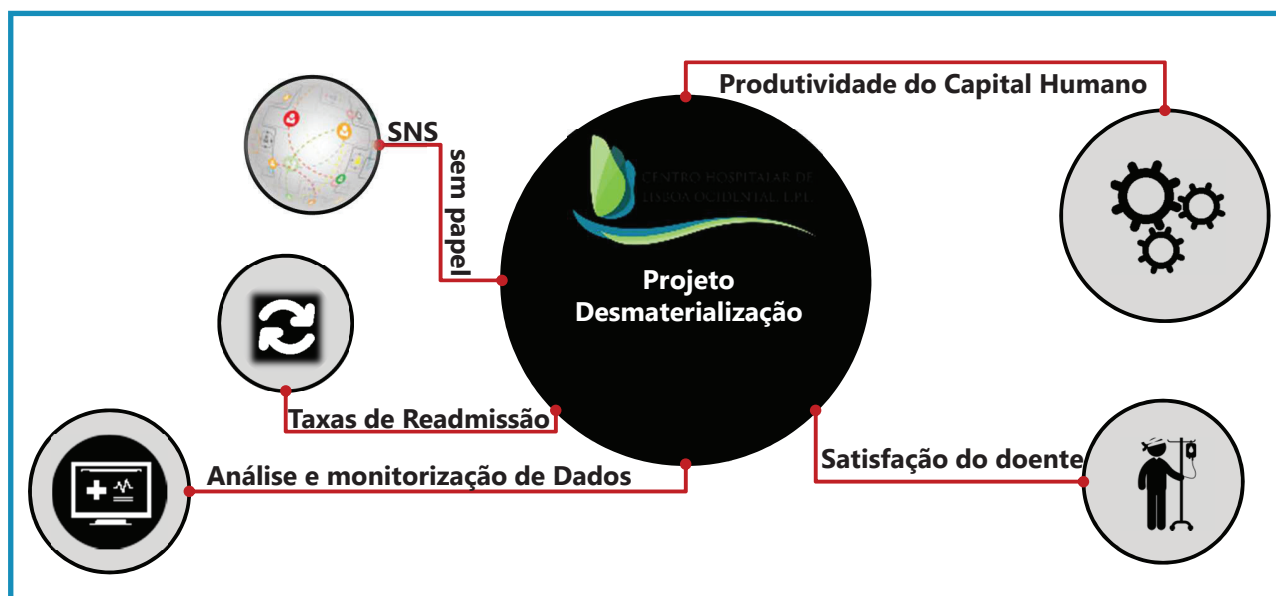 Produtividade do Capital Humano
SNS
sem papel
CENTRO HOSPITALAR DE
LISBOA OCIDENTAL, E.P.E.
Projeto
Desmaterialização
Taxas de Readmissão
Análise e monitorização de Dados
Satisfação do doente